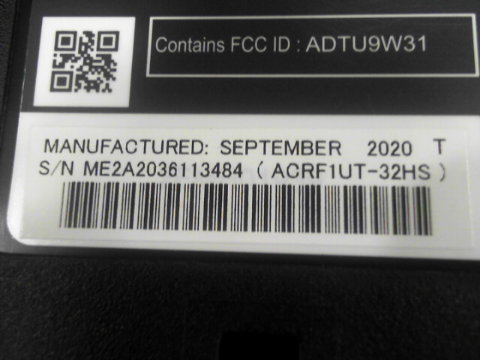 Contains FCC ID : ADTU9W31
MANUFACTURED: SEPTEMBER 2020 T
S/N ME2A2036113484 ( ACRF1UT-32HS )